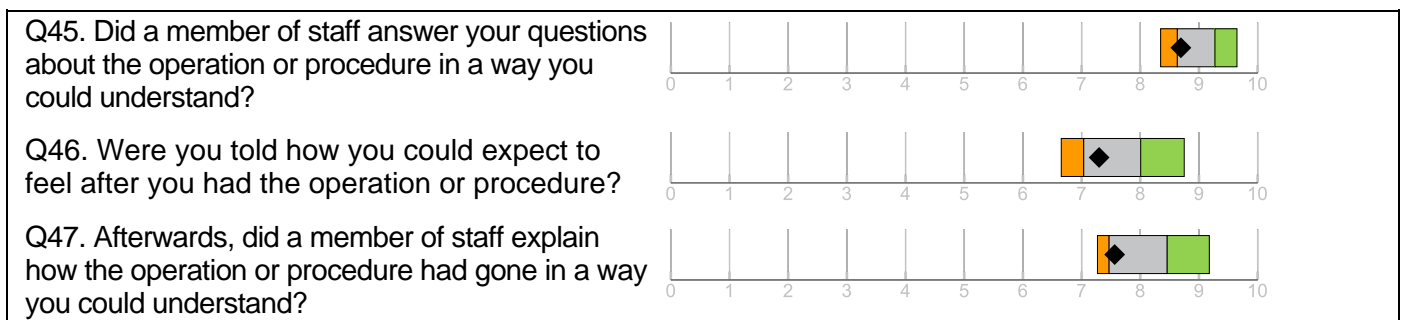 Q45. Did a member of staff answer your questions
about the operation or procedure in a way you
could understand?
0 1 2 3 4 5 6 7 8 9 10
Q46. Were you told how you could expect to
feel after you had the operation or procedure?
0 1 2 3 4 5 6 7 8 9 10
Q47. Afterwards, did a member of staff explain
how the operation or procedure had gone in a way
you could understand?
0 1 2 3 4 5 6 7 8 9 10